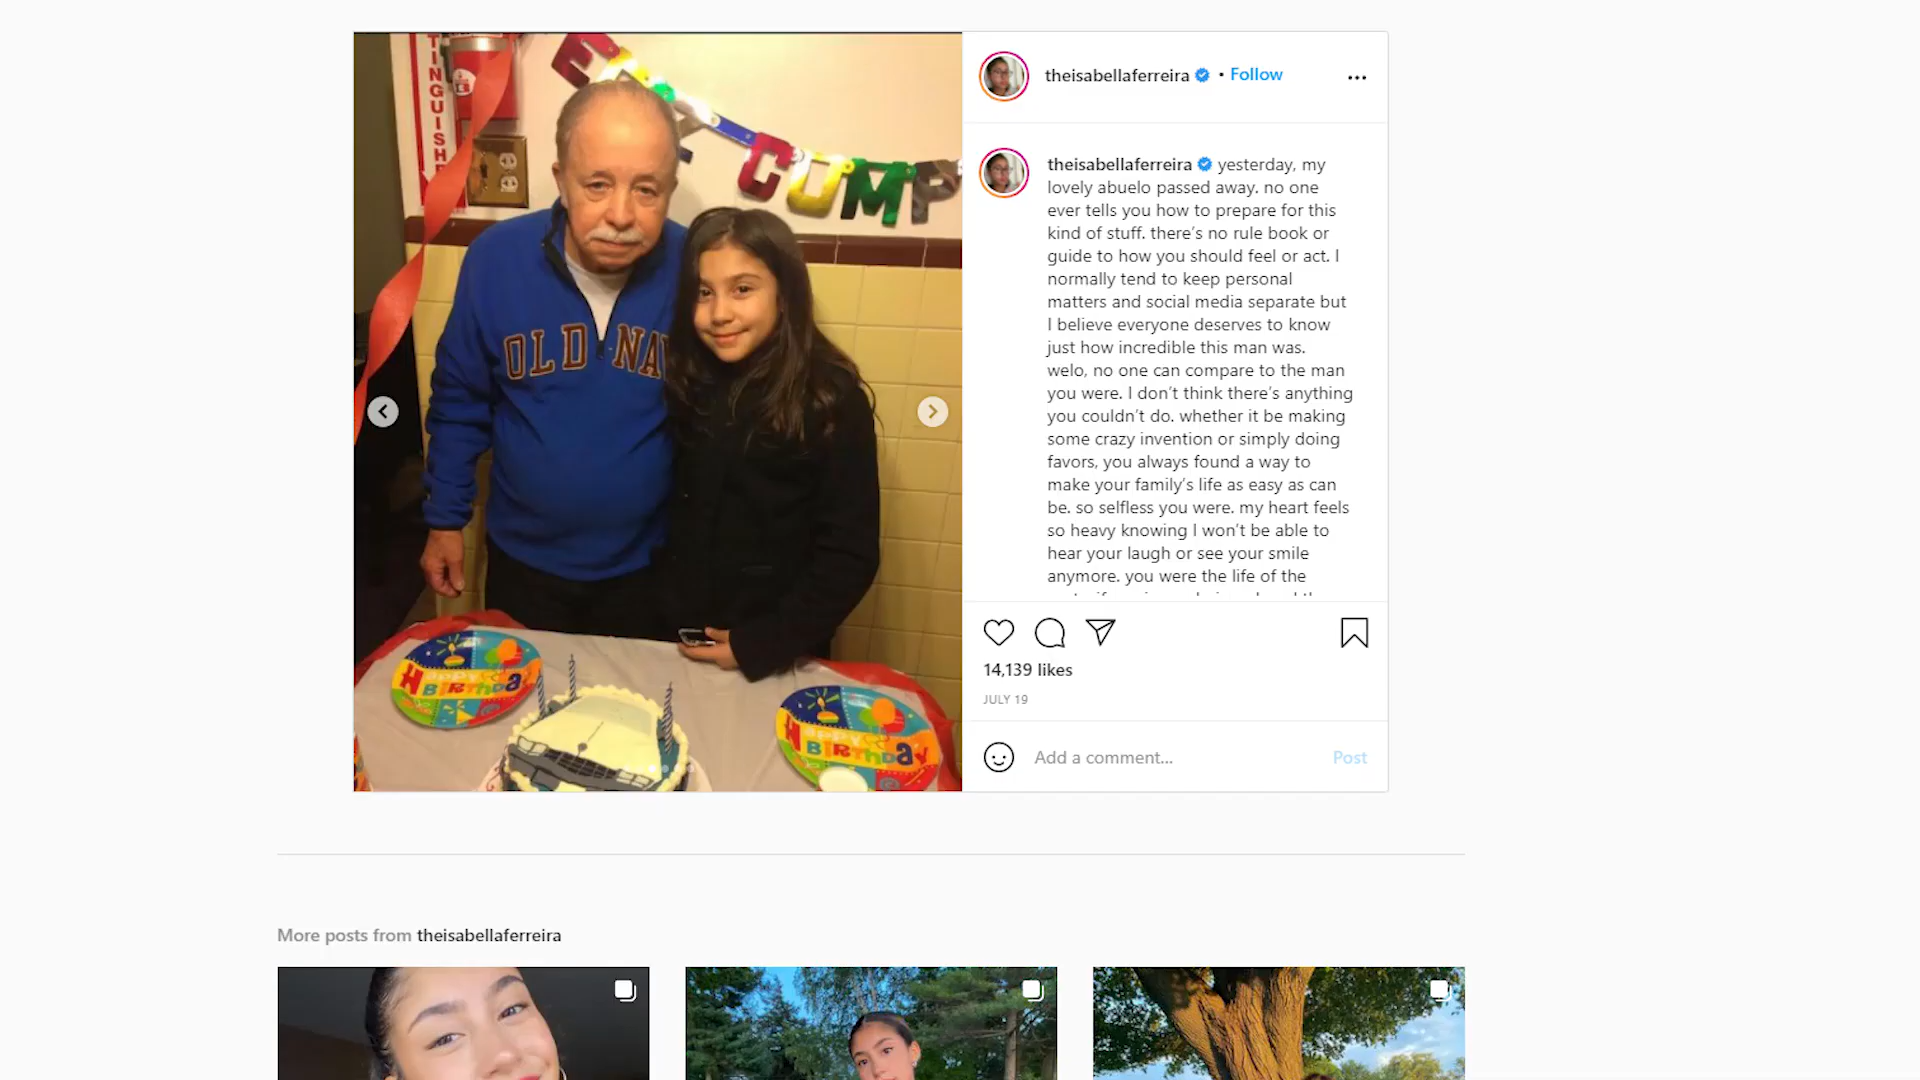 TINGUISH
E COMP
OLD NA
HAPPY
BIRTHDAY
HAPPY
BIRTHDAY
theisabellaferreira • Follow
theisabellaferreira yesterday, my
lovely abuelo passed away. no one
ever tells you how to prepare for this
kind of stuff. there's no rule book or
guide to how you should feel or act. I
normally tend to keep personal
matters and social media separate but
I believe everyone deserves to know
just how incredible this man was.
welo, no one can compare to the man
you were. I don't think there's anything
you couldn't do. whether it be making
some crazy invention or simply doing
favors, you always found a way to
make your family's life as easy as can
be. so selfless you were. my heart feels
so heavy knowing I won't be able to
hear your laugh or see your smile
anymore. you were the life of the
14,139 likes
JULY 19
Add a comment...
Post
More posts from theisabellaferreira